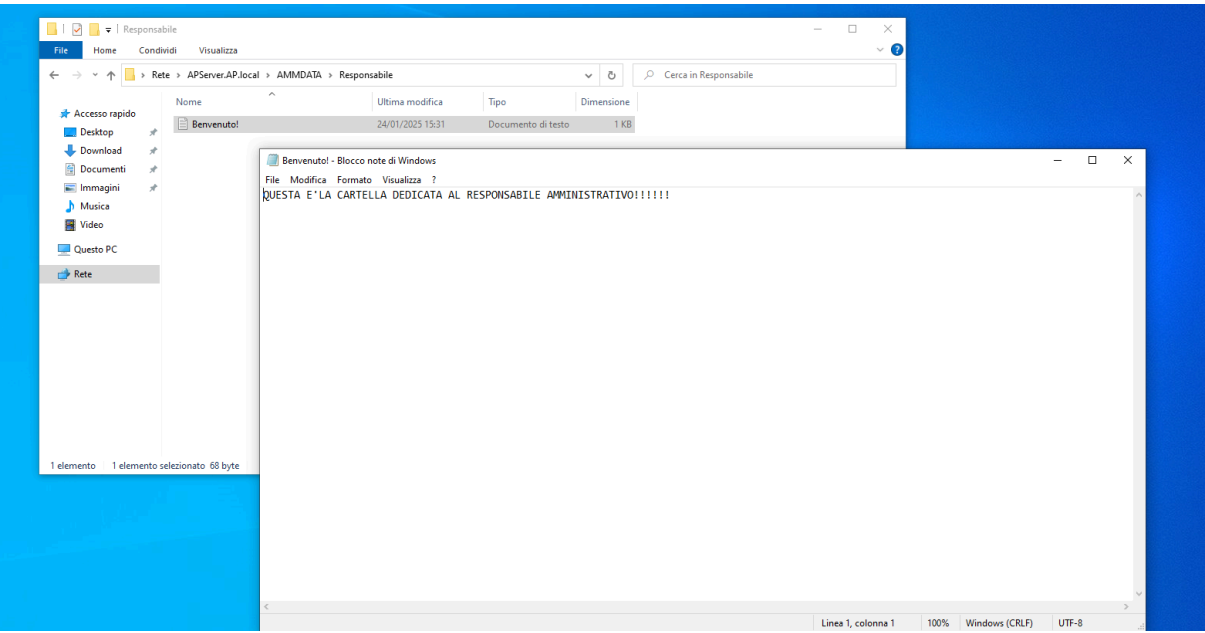 Responsabile
File Home Condividi Visualizza
Rete > APServer.AP.local > AMMDATA > Responsabile
Cerca in Responsabile
Accesso rapido
Desktop
Download
Documenti
Immagini
Musica
Video
Questo PC
Rete
Nome Ultima modifica Tipo Dimensione
Benvenuto! 24/01/2025 15:31 Documento di testo 1 KB
1 elemento 1 elemento selezionato 68 byte
Benvenuto! - Blocco note di Windows
File Modifica Formato Visualizza ?
QUESTA E'LA CARTELLA DEDICATA AL RESPONSABILE AMMINISTRATIVO!!!!!!
Linea 1, colonna 1 100% Windows (CRLF) UTF-8